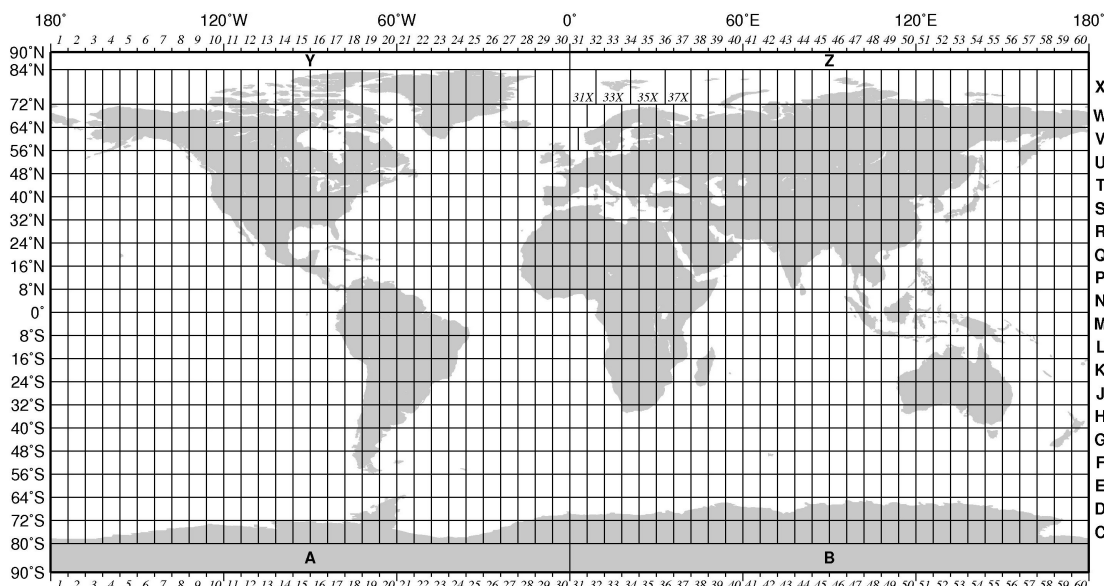 180° 120°W 60°W 0° 60°E 120°E 180°
1 2 3 4 5 6 7 8 9 10 11 12 13 14 15 16 17 18 19 20 21 22 23 24 25 26 27 28 29 30 31 32 33 34 35 36 37 38 39 40 41 42 43 44 45 46 47 48 49 50 51 52 53 54 55 56 57 58 59 60
90°N
Y Z
84°N
X
31X 33X 35X 37X
72°N
W
64°N
V
56°N
U
48°N
T
40°N
S
32°N
R
24°N
Q
16°N
P
8°N
N
0°
M
8°S
L
16°S
K
24°S
J
32°S
H
40°S
G
48°S
F
56°S
E
64°S
D
72°S
C
80°S
A B
90°S
1 2 3 4 5 6 7 8 9 10 11 12 13 14 15 16 17 18 19 20 21 22 23 24 25 26 27 28 29 30 31 32 33 34 35 36 37 38 39 40 41 42 43 44 45 46 47 48 49 50 51 52 53 54 55 56 57 58 59 60